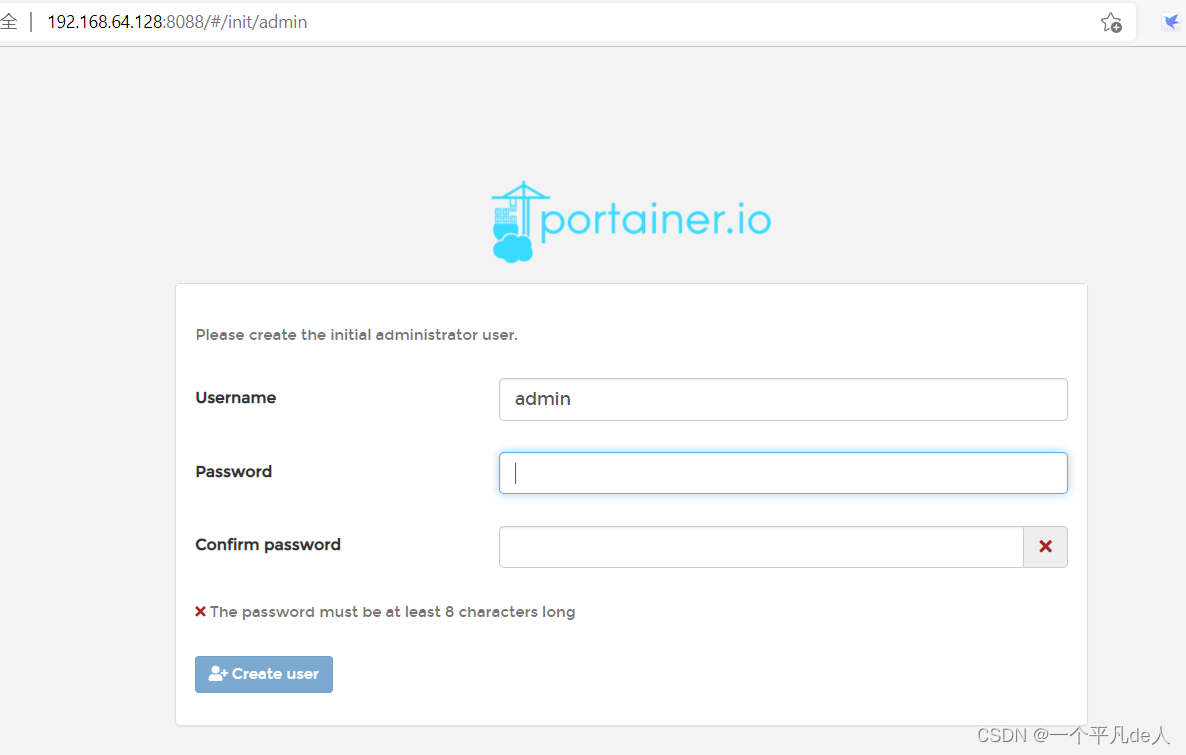 全 | 192.168.64.128:8088/#/init/admin
portainer.io
Please create the initial administrator user.
Username
admin
Password
Confirm password
The password must be at least 8 characters long
Create user
CSDN @一个平凡de人